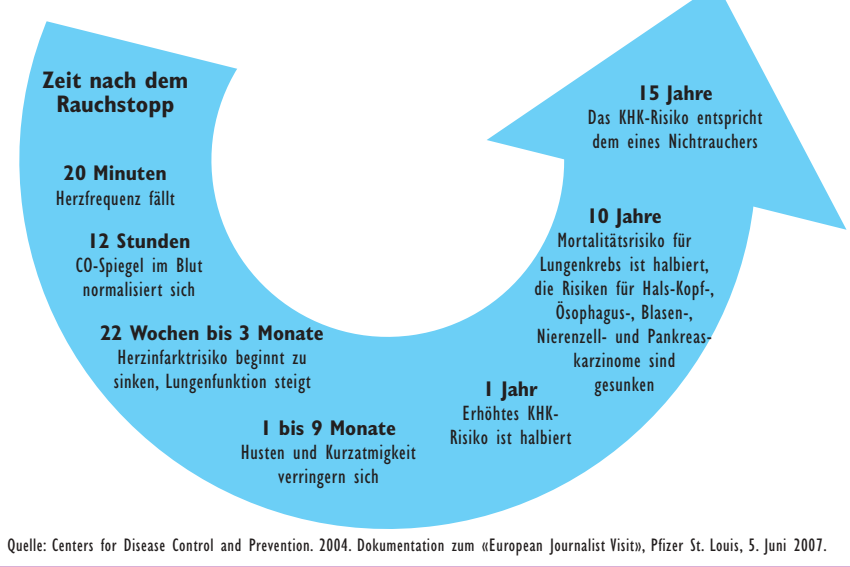 Zeit nach dem
Rauchstopp
20 Minuten
Herzfrequenz fällt
12 Stunden
CO-Spiegel im Blut
normalisiert sich
22 Wochen bis 3 Monate
Herzinfarktrisiko beginnt zu
sinken, Lungenfunktion steigt
1 bis 9 Monate
Husten und Kurzatmigkeit
verringern sich
1 Jahr
Erhöhtes KHK-
Risiko ist halbiert
10 Jahre
Mortalitätsrisiko für
Lungenkrebs ist halbiert,
die Risiken für Hals-Kopf-,
Ösophagus-, Blasen-,
Nierenzell- und Pankreas-
karzinome sind
gesunken
15 Jahre
Das KHK-Risiko entspricht
dem eines Nichtrauchers
Quelle: Centers for Disease Control and Prevention. 2004. Dokumentation zum «European Journalist Visit», Pfizer St. Louis, 5. Juni 2007.